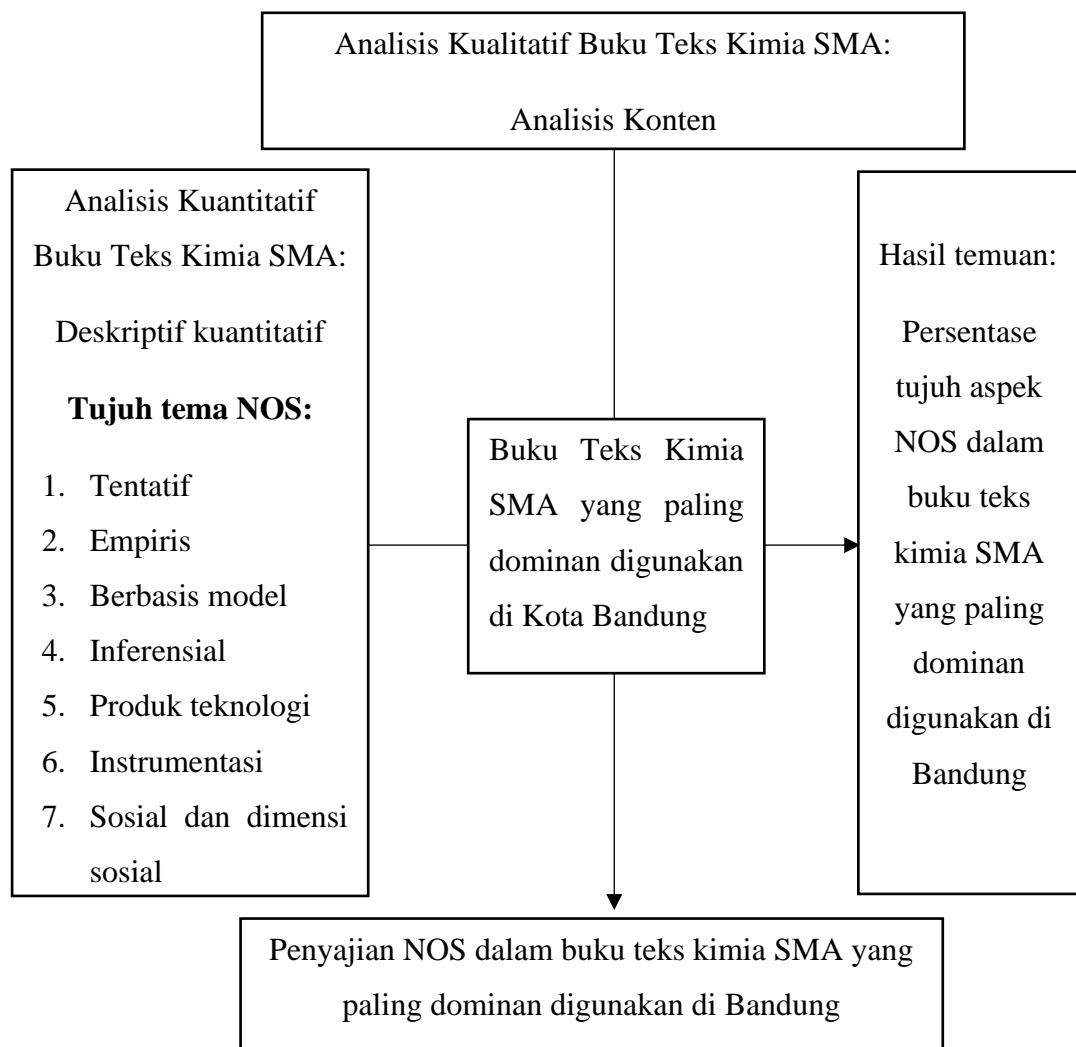 Analisis Kualitatif Buku Teks Kimia SMA:
Analisis Konten
Analisis Kuantitatif
Buku Teks Kimia SMA:
Deskriptif kuantitatif
Tujuh tema NOS:
1. Tentatif
2. Empiris
3. Berbasis model
4. Inferensial
5. Produk teknologi
6. Instrumentasi
7. Sosial dan dimensi
sosial
Buku Teks Kimia
SMA yang paling
dominan digunakan
di Kota Bandung
Hasil temuan:
Persentase
tujuh aspek
NOS dalam
buku teks
kimia SMA
yang paling
dominan
digunakan di
Bandung
Penyajian NOS dalam buku teks kimia SMA yang
paling dominan digunakan di Bandung